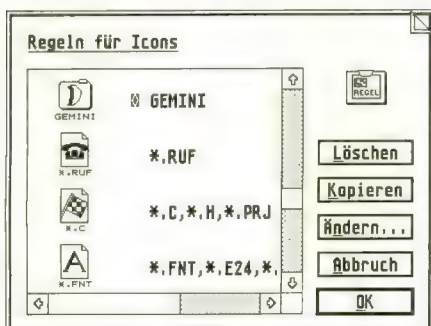 Regeln für Icons
GEMINI
GEMINI
REGEL
*.RUF
*.RUF
Löschen
*.C
*.C,*.H,*.PRJ
Kopieren
Ändern...
*.FNT
*.FNT,*.E24,*.
Abbruch
OK